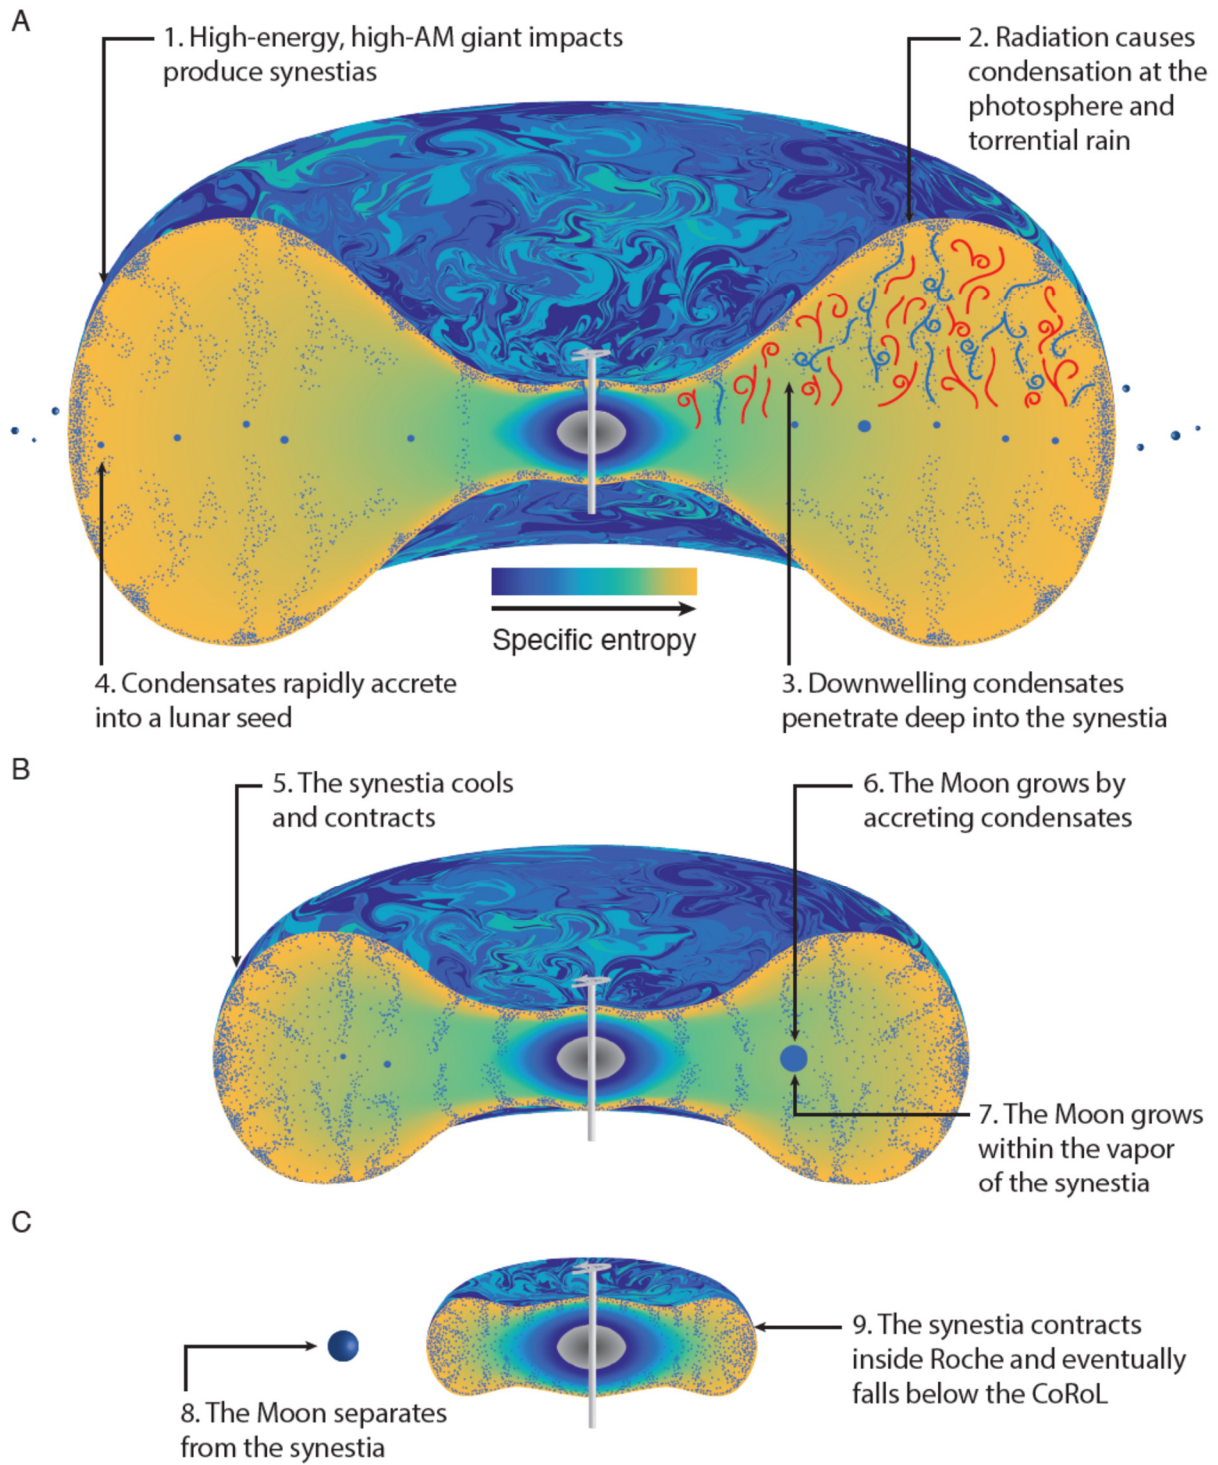 A
1. High-energy, high-AM giant impacts
produce synestias
2. Radiation causes
condensation at the
photosphere and
torrential rain
Specific entropy
4. Condensates rapidly accrete
into a lunar seed
3. Downwelling condensates
penetrate deep into the synestia
B
5. The synestia cools
and contracts
6. The Moon grows by
accreting condensates
7. The Moon grows
within the vapor
of the synestia
C
9. The synestia contracts
inside Roche and eventually
falls below the CoRoL
8. The Moon separates
from the synestia